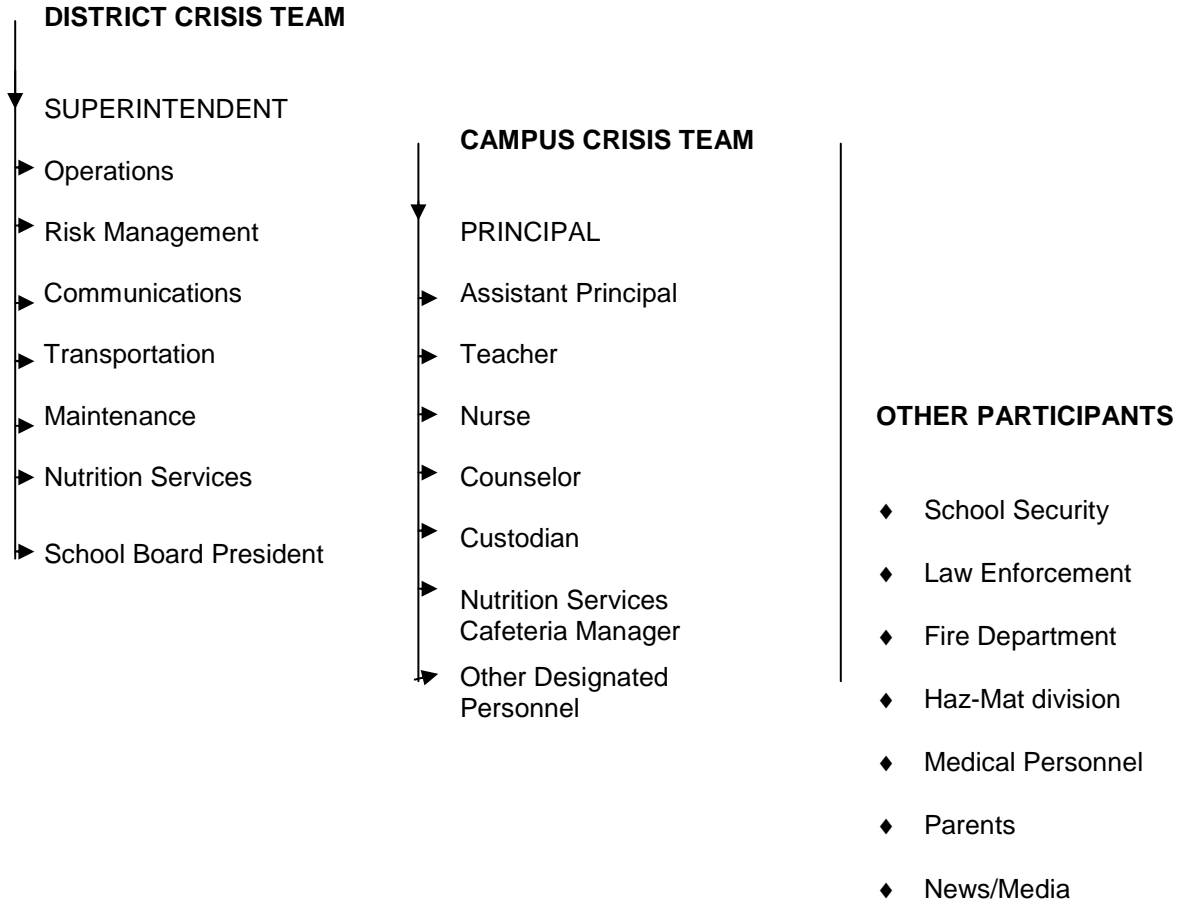 DISTRICT CRISIS TEAM
SUPERINTENDENT
Operations
Risk Management
Communications
Transportation
Maintenance
Nutrition Services
School Board President
CAMPUS CRISIS TEAM
PRINCIPAL
Assistant Principal
Teacher
Nurse
Counselor
Custodian
Nutrition Services
Cafeteria Manager
Other Designated
Personnel
OTHER PARTICIPANTS
♦ School Security
♦ Law Enforcement
♦ Fire Department
♦ Haz-Mat division
♦ Medical Personnel
♦ Parents
♦ News/Media